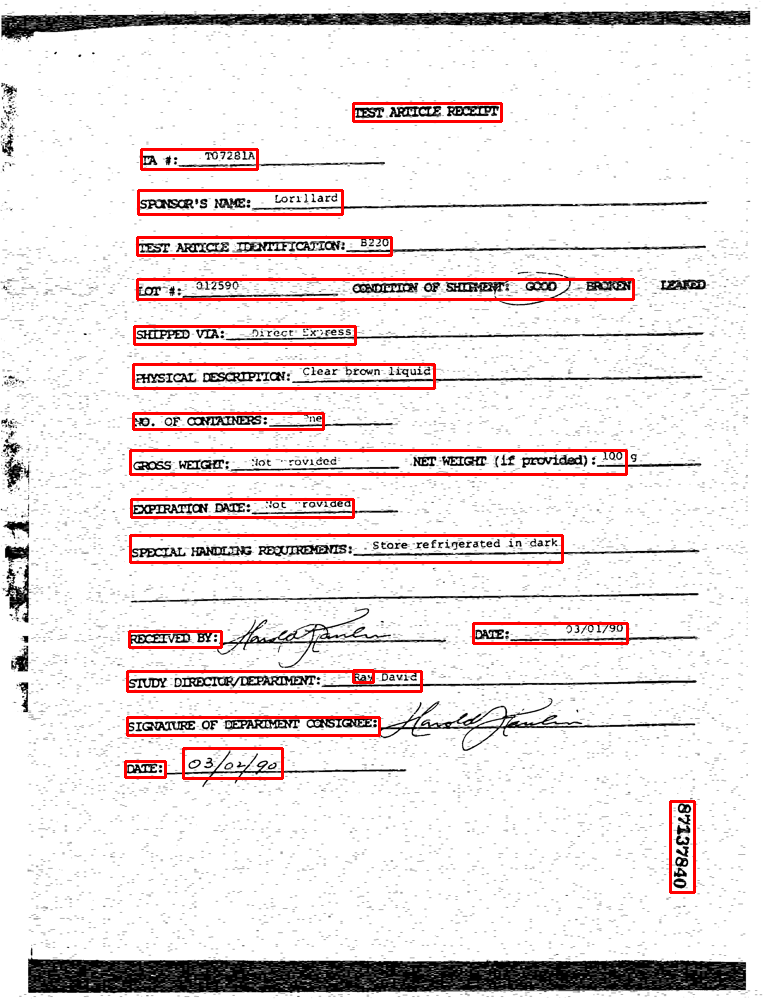 TEST ARTICLE RECEIPT
TA #: T07281A
SPONSOR'S NAME: Lorillard
TEST ARTICLE IDENTIFICATION: B220
LOT #: 012590 CONDITION OF SHIPMENT: GOOD BROKEN LEAKED
SHIPPED VIA: Direct Express
PHYSICAL DESCRIPTION: Clear brown liquid
NO. OF CONTAINERS: One
GROSS WEIGHT: Not Provided NET WEIGHT (if provided): 100 g
EXPIRATION DATE: Not Provided
SPECIAL HANDLING REQUIREMENTS: Store refrigerated in dark
RECEIVED BY: Harold DATE: 03/01/90
STUDY DIRECTOR/DEPARTMENT: Ray David
SIGNATURE OF DEPARTMENT CONSIGNEE: Harold
DATE: 03/02/90
87137840